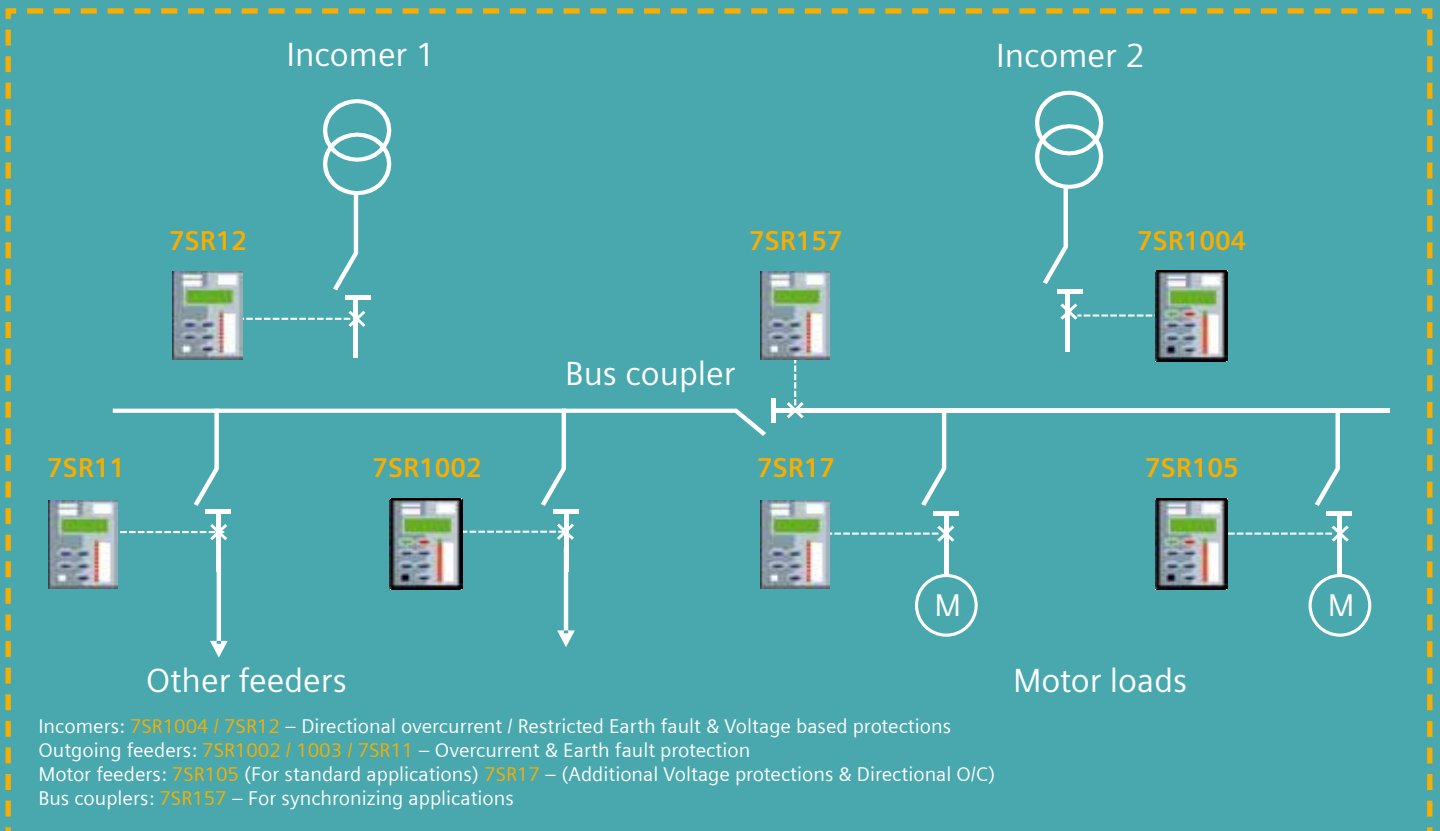 Incomer 1
Incomer 2
7SR12
7SR157
7SR1004
Bus coupler
7SR11
7SR1002
7SR17
7SR105
M
M
Other feeders
Motor loads
Incomers: 7SR1004 / 7SR12 – Directional overcurrent / Restricted Earth fault & Voltage based protections
Outgoing feeders: 7SR1002 / 1003 / 7SR11 – Overcurrent & Earth fault protection
Motor feeders: 7SR105 (For standard applications) 7SR17 – (Additional Voltage protections & Directional O/C)
Bus couplers: 7SR157 – For synchronizing applications